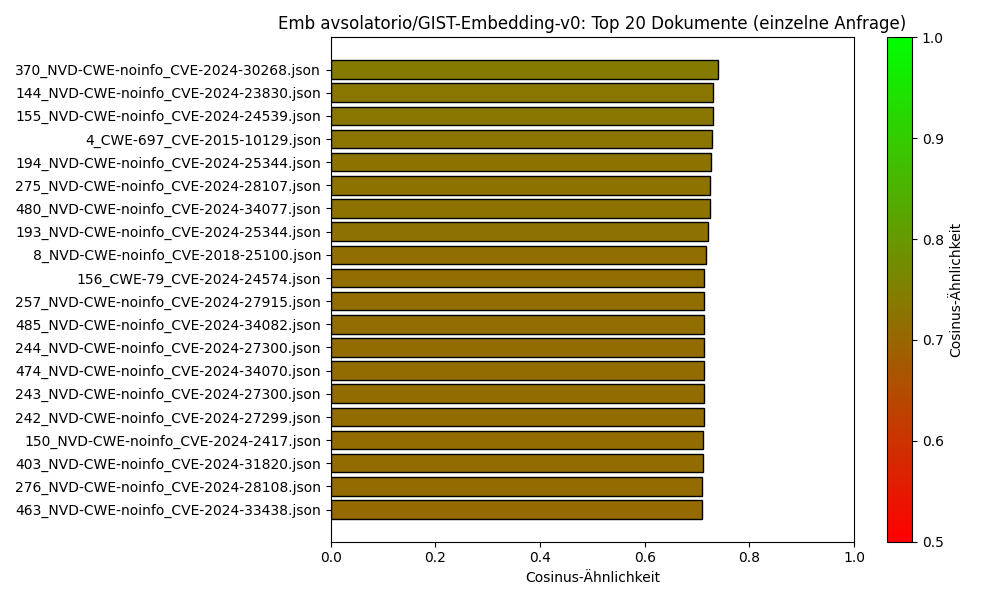 Emb avsolatorio/GIST-Embedding-v0: Top 20 Dokumente (einzelne Anfrage)
370_NVD-CWE-noinfo_CVE-2024-30268.json
144_NVD-CWE-noinfo_CVE-2024-23830.json
155_NVD-CWE-noinfo_CVE-2024-24539.json
4_CWE-697_CVE-2015-10129.json
194_NVD-CWE-noinfo_CVE-2024-25344.json
275_NVD-CWE-noinfo_CVE-2024-28107.json
480_NVD-CWE-noinfo_CVE-2024-34077.json
193_NVD-CWE-noinfo_CVE-2024-25344.json
8_NVD-CWE-noinfo_CVE-2018-25100.json
156_CWE-79_CVE-2024-24574.json
257_NVD-CWE-noinfo_CVE-2024-27915.json
485_NVD-CWE-noinfo_CVE-2024-34082.json
244_NVD-CWE-noinfo_CVE-2024-27300.json
474_NVD-CWE-noinfo_CVE-2024-34070.json
243_NVD-CWE-noinfo_CVE-2024-27300.json
242_NVD-CWE-noinfo_CVE-2024-27299.json
150_NVD-CWE-noinfo_CVE-2024-2417.json
403_NVD-CWE-noinfo_CVE-2024-31820.json
276_NVD-CWE-noinfo_CVE-2024-28108.json
463_NVD-CWE-noinfo_CVE-2024-33438.json
0.0 0.2 0.4 0.6 0.8 1.0
Cosinus-Ähnlichkeit
1.0
0.9
0.8
0.7
0.6
0.5
Cosinus-Ähnlichkeit